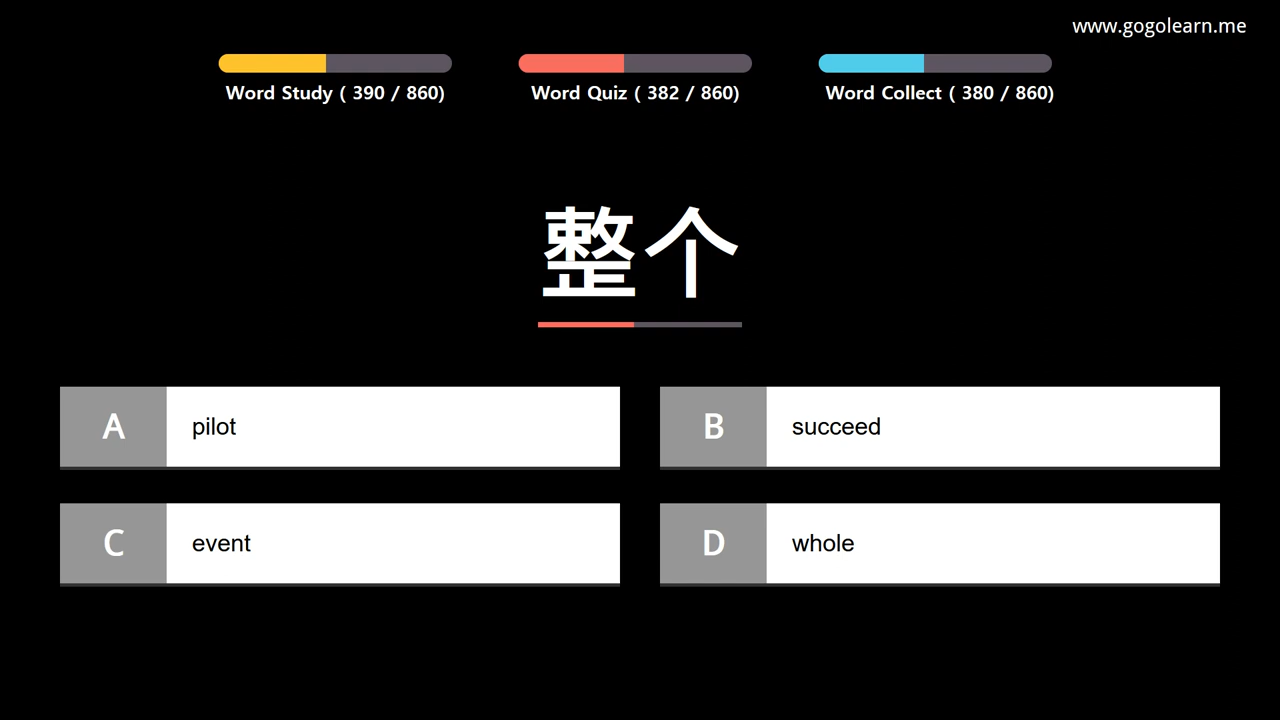 www.gogolearn.me
Word Study ( 390 / 860)
Word Quiz ( 382 / 860)
Word Collect ( 380 / 860)
整个
A pilot
B succeed
C event
D whole